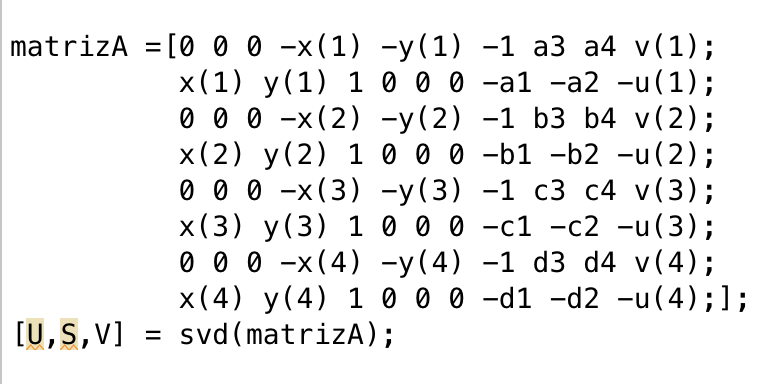 matrizA =[0 0 0 -x(1) -y(1) -1 a3 a4 v(1);
x(1) y(1) 1 0 0 0 -a1 -a2 -u(1);
0 0 0 -x(2) -y(2) -1 b3 b4 v(2);
x(2) y(2) 1 0 0 0 -b1 -b2 -u(2);
0 0 0 -x(3) -y(3) -1 c3 c4 v(3);
x(3) y(3) 1 0 0 0 -c1 -c2 -u(3);
0 0 0 -x(4) -y(4) -1 d3 d4 v(4);
x(4) y(4) 1 0 0 0 -d1 -d2 -u(4);];
[U,S,V] = svd(matrizA);